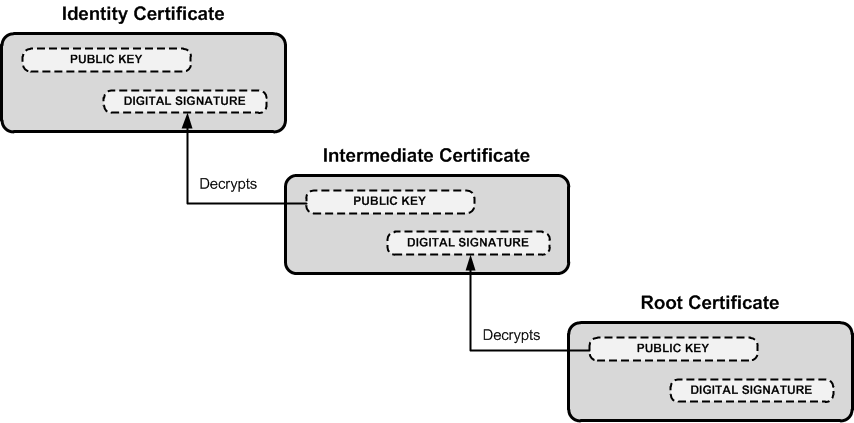 Identity Certificate
PUBLIC KEY
DIGITAL SIGNATURE
Decrypts
Intermediate Certificate
PUBLIC KEY
DIGITAL SIGNATURE
Decrypts
Root Certificate
PUBLIC KEY
DIGITAL SIGNATURE